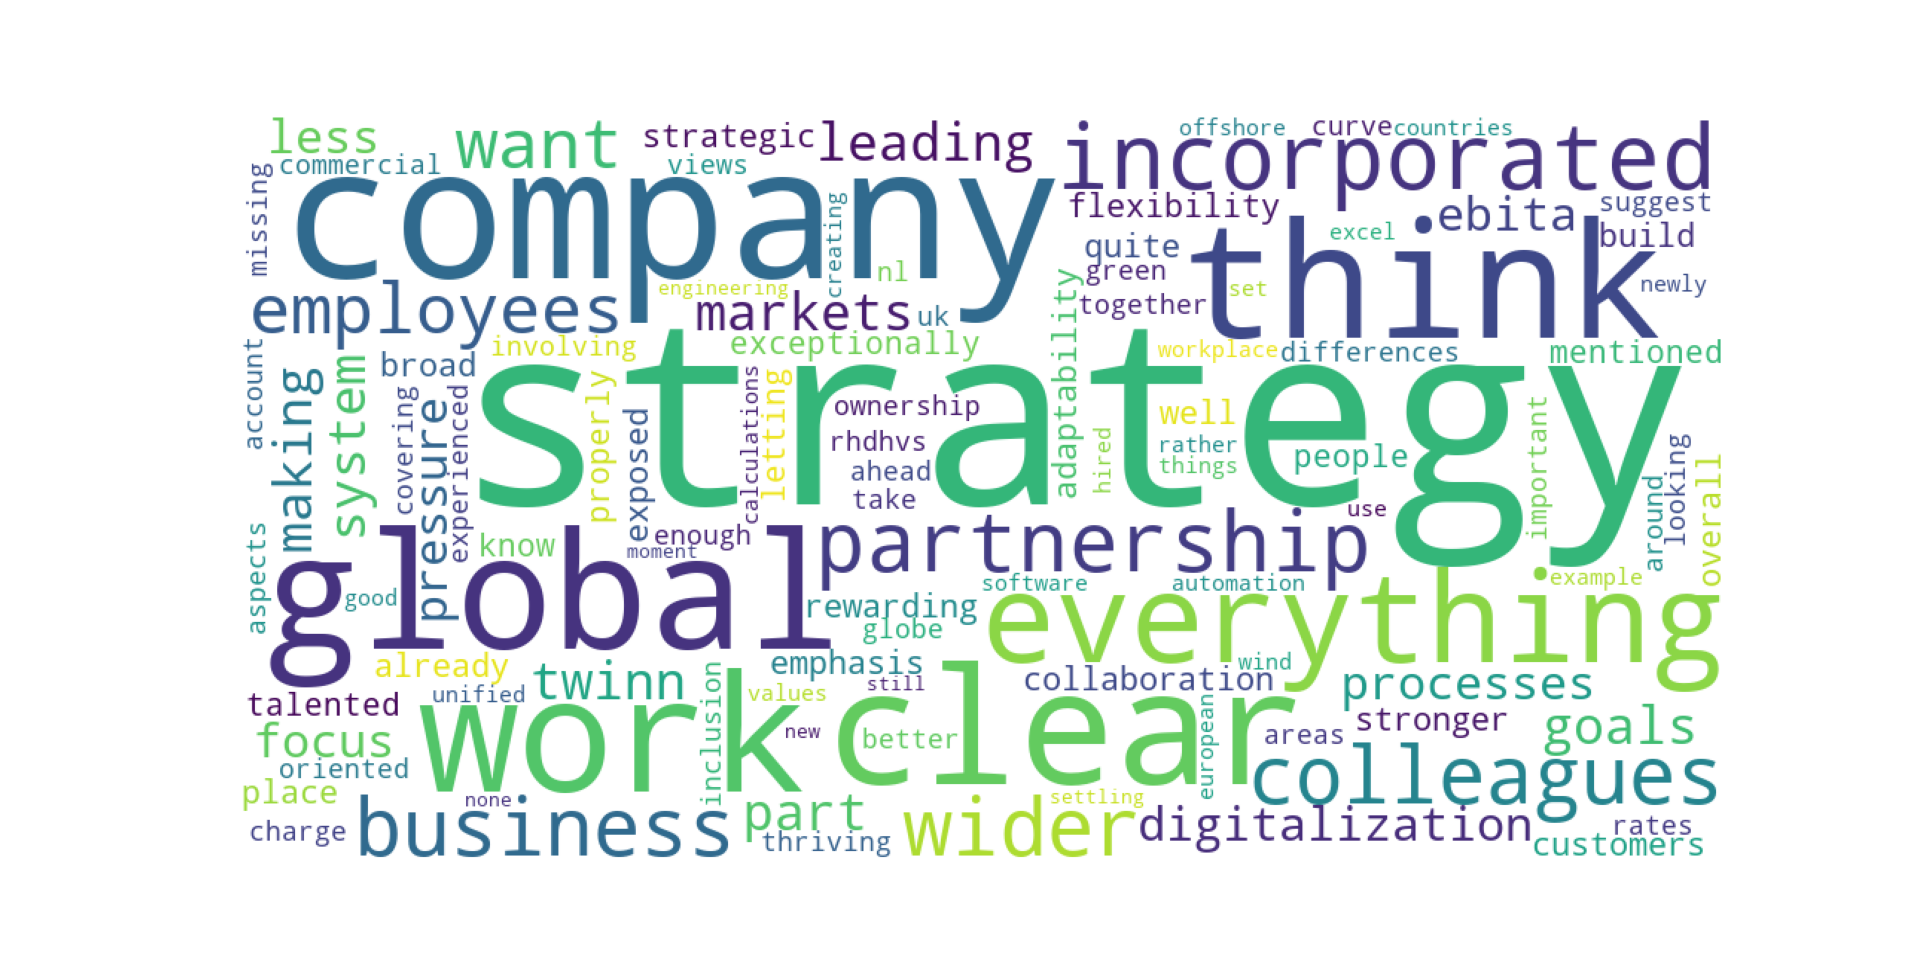 less
want
strategic
leading
incorporated
offshore
curve
countries
commercial
views
missing
company
creating
nl
flexibility
ebita
suggest
quite
excel
build
green
think
newly
together
set
employees
engineering
markets
uk
account
making
system
broad
involving
exceptionally
adaptability
workplace
differences
mentioned
strategy
covering
pressure
experienced
properly
exposed
calculations
letting
ownership
rhdhvs
ahead
take
hired
well
rather
things
people
important
looking
around
overall
use
aspects
know
moment
enough
partnership
global
good
software
automation
example
rewarding
globe
everything
already
twinn
emphasis
still
collaboration
wind
processes
talented
unified
inclusion
values
new
better
european
areas
stronger
goals
focus
oriented
work
clear
colleagues
place
none
part
settling
charge
business
thriving
wider
digitalization
rates
customers